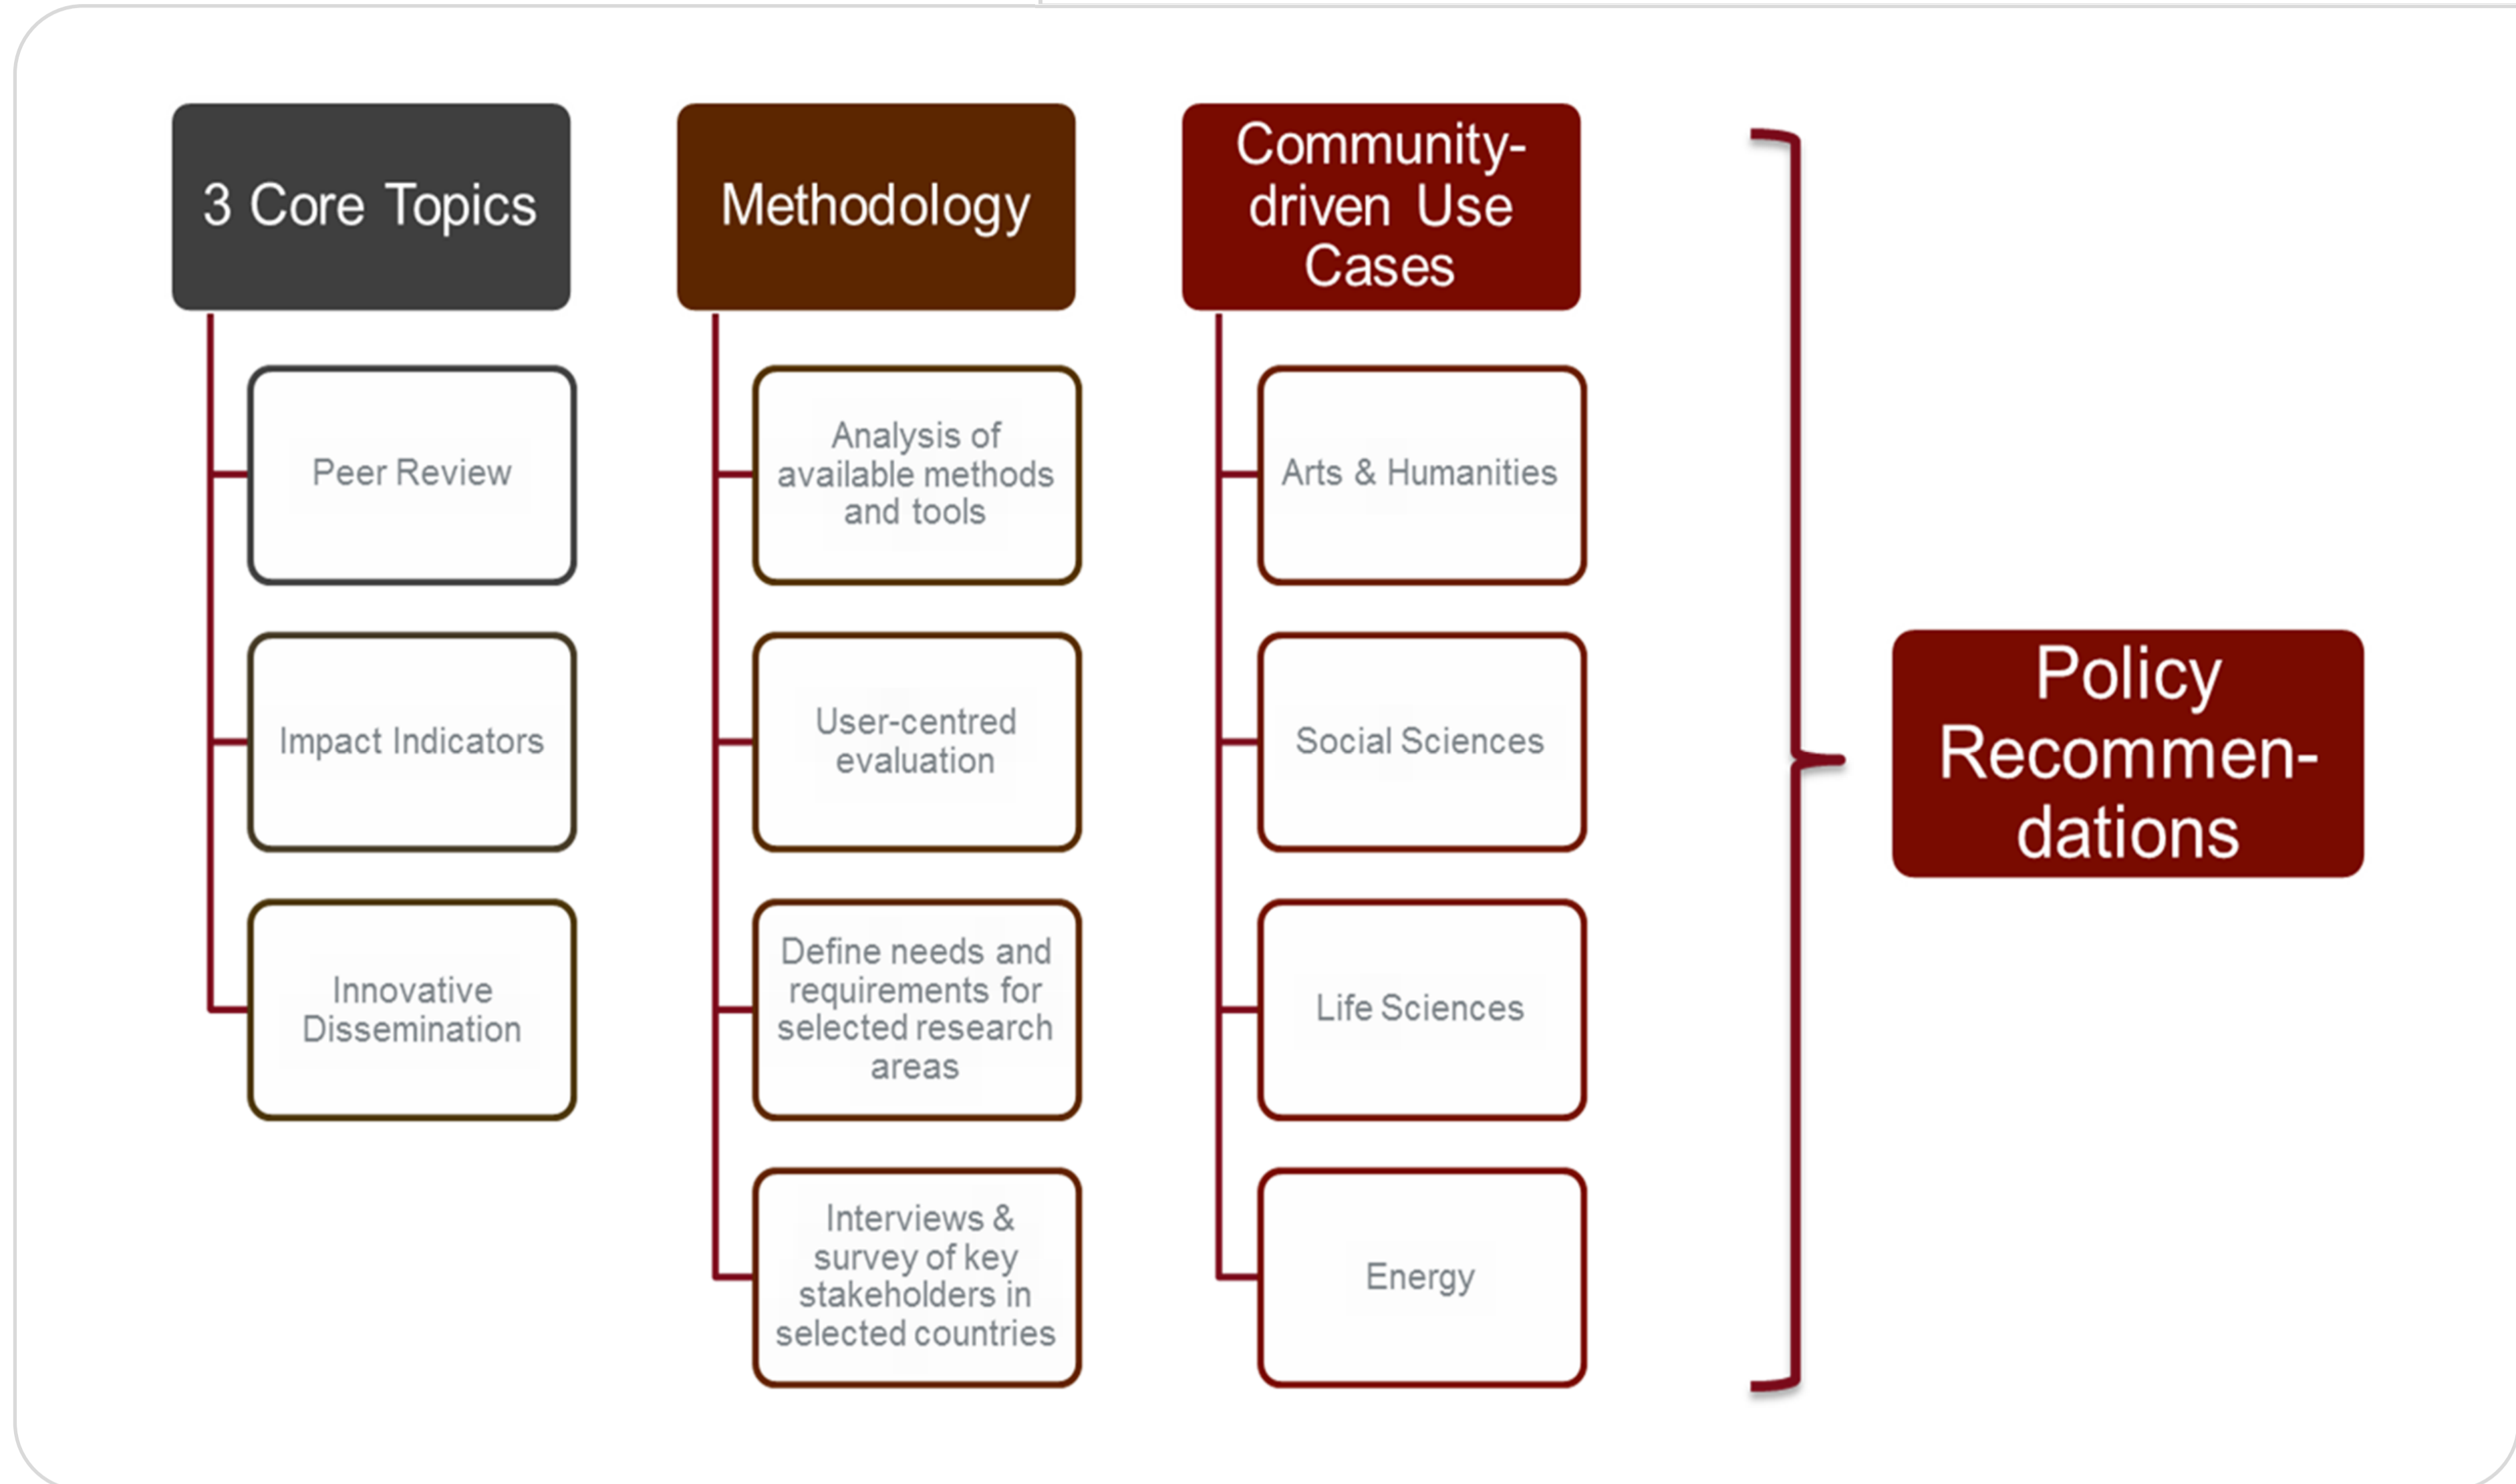 3 Core Topics
Peer Review
Impact Indicators
Innovative
Dissemination
Methodology
Analysis of
available methods
and tools
User-centred
evaluation
Define needs and
requirements for
selected research
areas
Interviews &
survey of key
stakeholders in
selected countries
Community-
driven Use
Cases
Arts & Humanities
Social Sciences
Life Sciences
Energy
Policy
Recommen-
dations